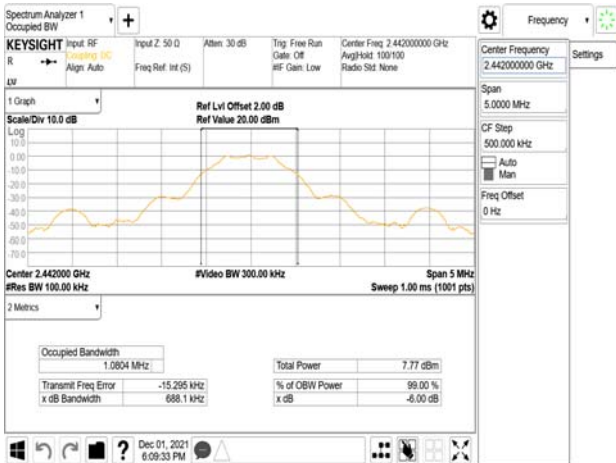 Spectrum Analyzer 1
Occupied BW
+
Frequency
KEYSIGHT Input: RF Input Z: 50 Ω Atten: 30 dB Trig: Free Run Center Freq: 2.442000000 GHz
R Coupling: DC Gate: Off Avg|Hold: 100/100
Align: Auto Freq Ref: Int (S) #IF Gain: Low Radio Std: None
Center Frequency
2.442000000 GHz
Settings
Span
5.0000 MHz
CF Step
500.000 kHz
Auto
Man
Freq Offset
0 Hz
1 Graph
Ref Lvl Offset 2.00 dB
Scale/Div 10.0 dB Ref Value 20.00 dBm
Log
10.0
0.00
-10.0
-20.0
-30.0
-40.0
-50.0
-60.0
-70.0
Center 2.442000 GHz #Video BW 300.00 kHz Span 5 MHz
#Res BW 100.00 kHz Sweep 1.00 ms (1001 pts)
2 Metrics
Occupied Bandwidth
1.0804 MHz Total Power 7.77 dBm
Transmit Freq Error -15.295 kHz % of OBW Power 99.00 %
x dB Bandwidth 688.1 kHz x dB -6.00 dB
?
Dec 01, 2021
6:09:33 PM